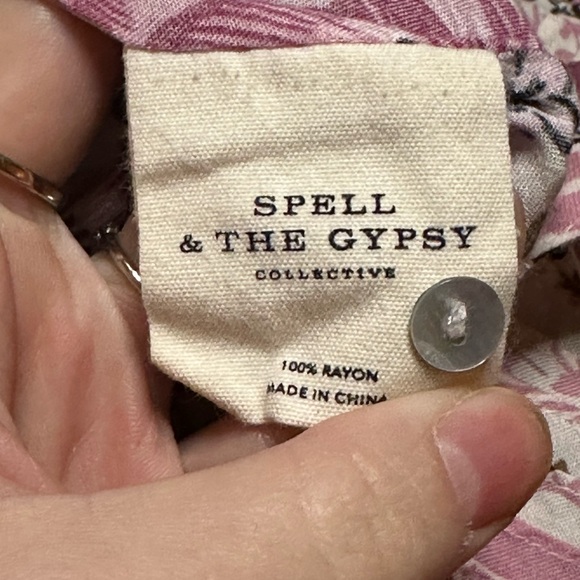 SPELL
& THE GYPSY
COLLECTIVE
100% RAYON
MADE IN CHINA